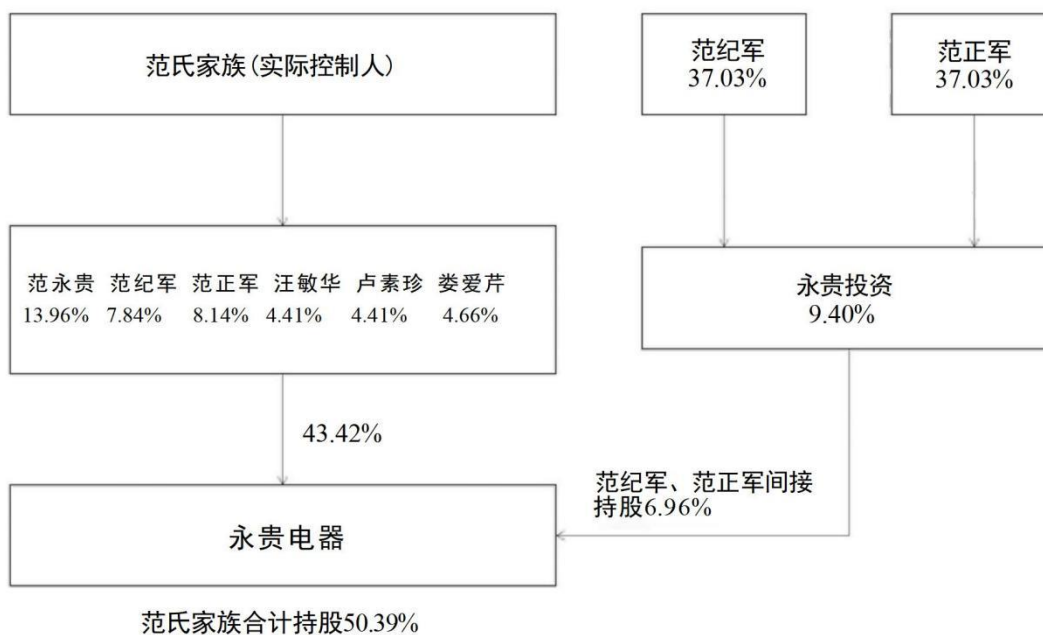 范氏家族(实际控制人)
范纪军
37.03%
范正军
37.03%
范永贵 范纪军 范正军 汪敏华 卢素珍 娄爱芹
13.96% 7.84% 8.14% 4.41% 4.41% 4.66%
永贵投资
9.40%
43.42%
范纪军、范正军间接
持股6.96%
永贵电器
范氏家族合计持股50.39%